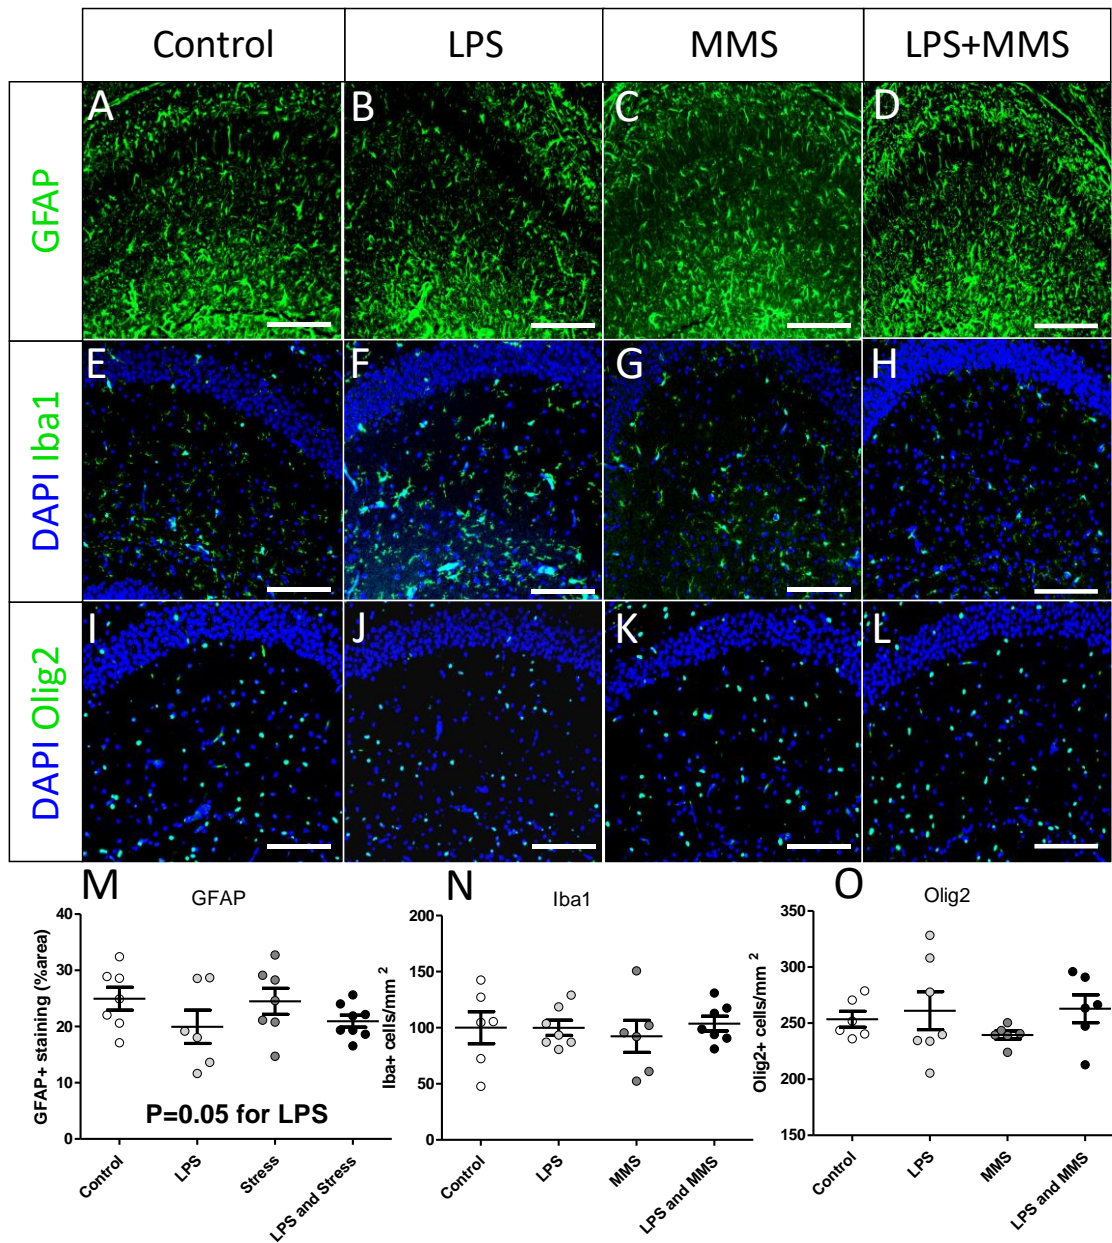 Control LPS MMS LPS+MMS
GFAP
A B C D
DAPI Iba1
E F G H
DAPI Olig2
I J K L
M N O
GFAP Iba1 Olig2
GFAP+ staining (%area)
40
30
20
10
0
P=0.05 for LPS
Control LPS Stress LPS and Stress
Iba+ cells/mm 2
200
150
100
50
0
Control LPS MMS LPS and MMS
Olig2+ cells/mm 2
350
300
250
200
150
Control LPS MMS LPS and MMS